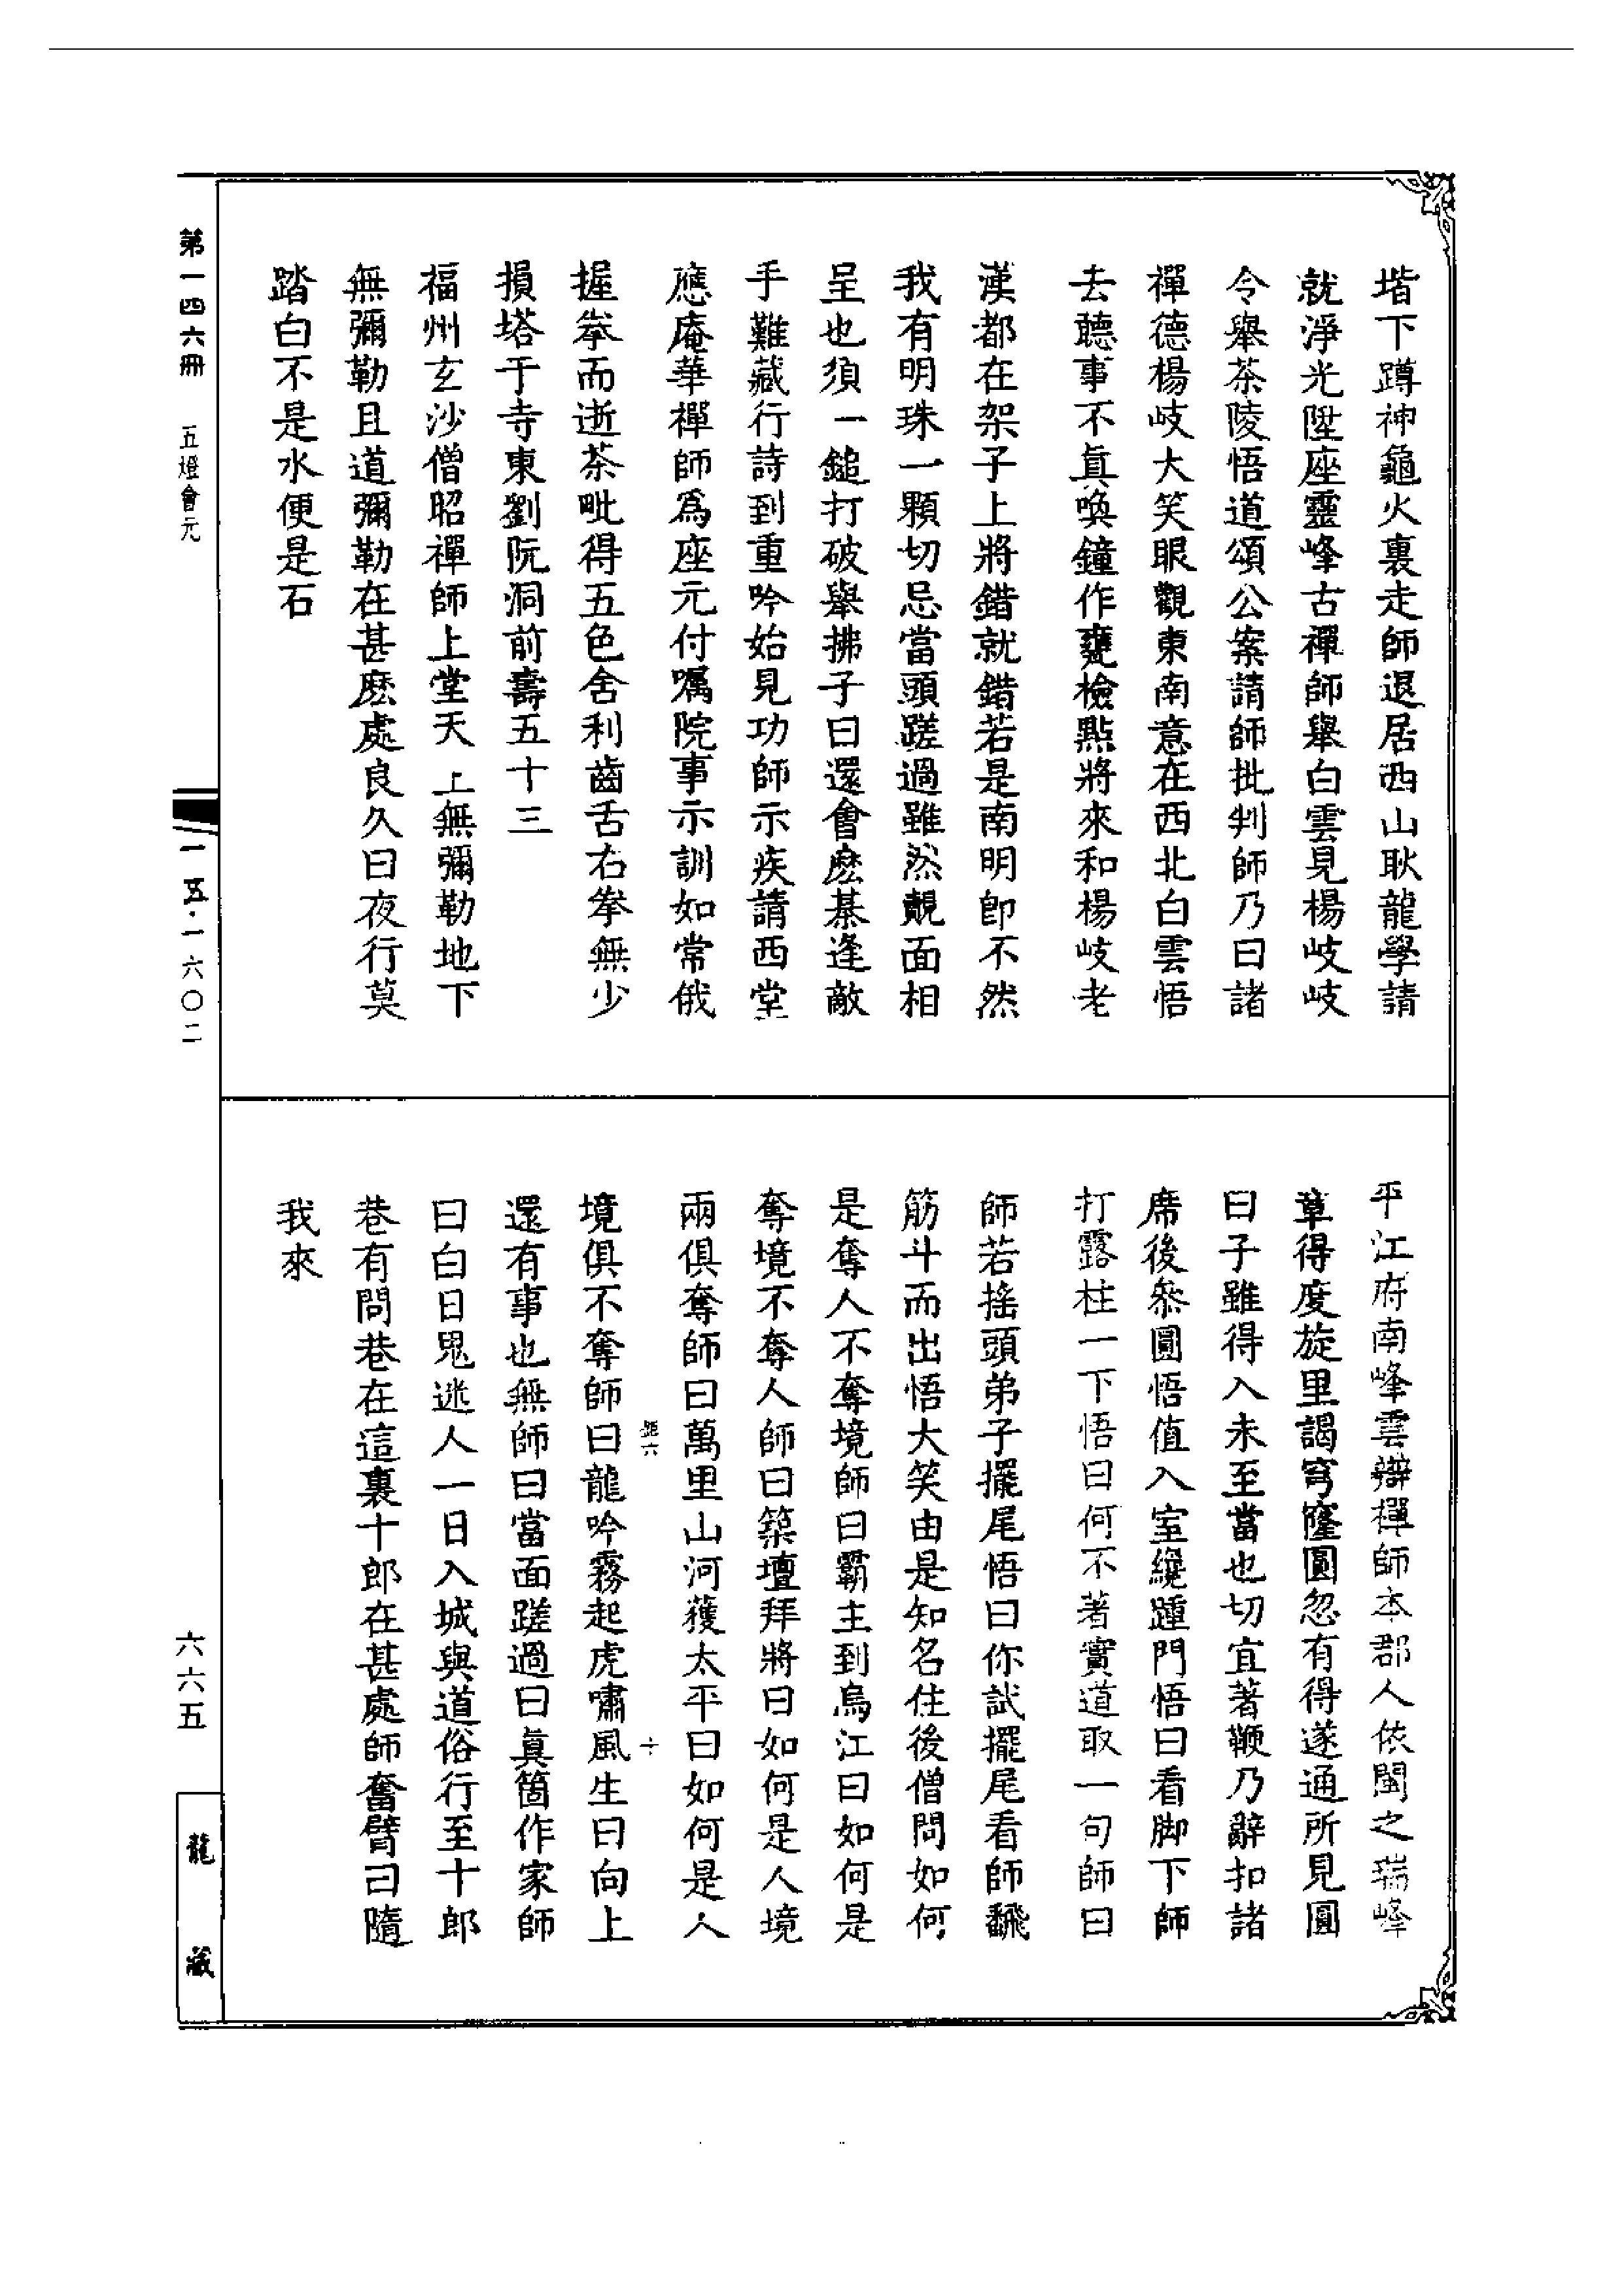 堦下蹲神龜火裏走師退居西山耿龍學請
就淨光陞座靈峰古禪師舉白雲見楊岐岐
令舉茶陵悟道頌公案請師批判師乃曰諸
禪德楊岐大笑眼觀東南意在西北白雲悟
去聽事不眞喚鐘作甕檢點將來和楊岐老
漢都在架子上將錯就錯若是南明卽不然
我有明珠一顆切忌當頭蹉過雖然覿面相
呈也須一鎚打破舉拂子曰還會麽棊逢敵
手難藏行詩到重吟始見功師示疾請西堂
應庵華禪師爲座元付囑院事示訓如常俄
握拳而逝茶毗得五色舍利齒舌右拳無少
損塔于寺東劉阮洞前壽五十三
福州玄沙僧昭禪師上堂天上無彌勒地下
無彌勒且道彌勒在甚麽處良久曰夜行莫
踏白不是水便是石
平江府南峰雲辯禪師本郡人依閩之瑞峰
章得度旋里謁穹窿圓忽有得遂通所見圓
曰子雖得入未至當也切宜著鞭乃辭扣諸
席後叅圓悟値入室纔踵門悟曰看脚下師
打露柱一下悟曰何不著實道取一句師曰
師若搖頭弟子擺尾悟曰你試擺尾看師翻
筋斗而出悟大笑由是知名住後僧問如何
是奪人不奪境師曰霸主到烏江曰如何是
奪境不奪人師曰築壇拜將曰如何是人境
兩俱奪師曰萬里山河獲太平曰如何是人
六
十
境俱不奪師曰龍吟霧起虎嘯風生曰向上
還有事也無師曰當面蹉過曰眞箇作家師
曰白日鬼迷人一日入城與道俗行至十郎
巷有問巷在這裏十郎在甚處師奮臂曰隨
我來
第一四六冊 五燈會元
一五·一六〇二
六六五
龍藏